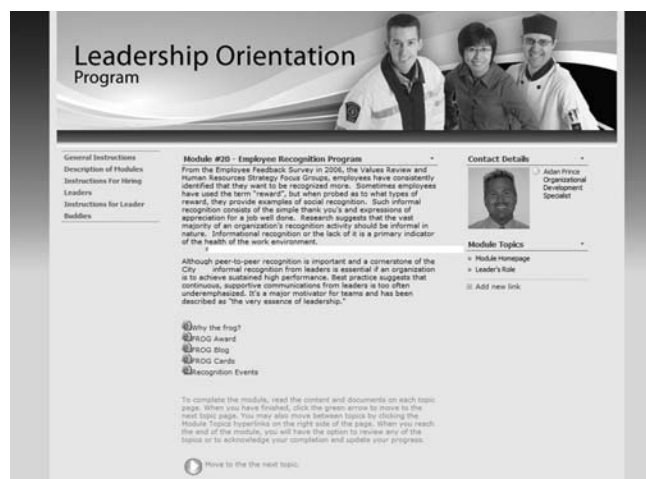 Leadership Orientation
Program
General Instructions
Description of Modules
Instructions For Hiring
Leaders
Instructions for Leader
Buddies
Module #20 - Employee Recognition Program
From the Employee Feedback Survey in 2006, the Values Review and
Human Resources Strategy Focus Groups, employees have consistently
identified that they want to be recognized more.  Sometimes employees
have used the term "reward", but when probed as to what types of
reward, they provide examples of social recognition.  Such informal
recognition consists of the simple thank you's and expressions of
appreciation for a job well done.  Research suggests that the vast
majority of an organization's recognition activity should be informal in
nature.  Informational recognition or the lack of it is a primary indicator
of the health of the work environment.
Although peer-to-peer recognition is important and a cornerstone of the
City informal recognition from leaders is essential if an organization
is to achieve sustained high performance. Best practice suggests that
continuous, supportive communications from leaders is too often
underemphasized. It's a major motivator for teams and has been
described as "the very essence of leadership."
Why the frog?
FROG Award
FROG Blog
FROG Cards
Recognition Events
To complete the module, read the content and documents on each topic
page. When you have finished, click the green arrow to move to the
next topic page. You may also move between topics by clicking the
Module Topics hyperlinks on the right side of the page. When you reach
the end of the module, you will have the option to review any of the
topics or to acknowledge your completion and update your progress.
Move to the the next topic.
Contact Details
Aidan Prince
Organizational
Development
Specialist
Module Topics
Module Homepage
Leader's Role
Add new link